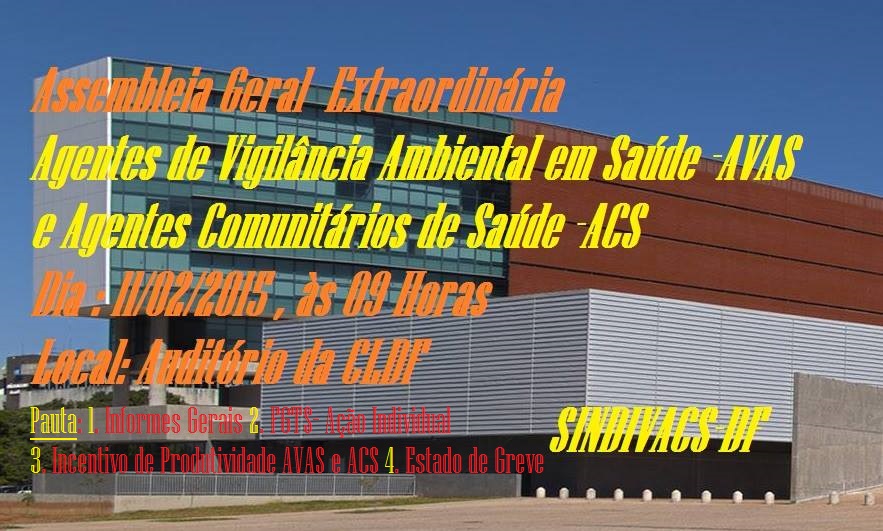 Assembleia Geral Extraordinária
Agentes de Vigilância Ambiental em Saúde -AVAS
e Agentes Comunitários de Saúde -ACS
Dia : 11/02/2015 , às 09 Horas
Local: Auditório da CLDF
Pauta: 1. Informes Gerais 2. FGTS- Ação Individual
3. Incentivo de Produtividade AVAS e ACS 4. Estado de Greve
SINDIVACS-DF